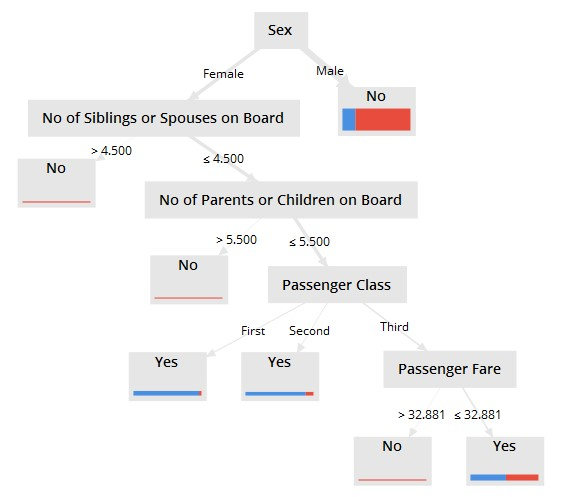 Sex
Female
Male
No of Siblings or Spouses on Board
No
> 4.500
≤ 4.500
No
No of Parents or Children on Board
> 5.500
≤ 5.500
No
Passenger Class
First
Second
Third
Yes
Yes
Passenger Fare
> 32.881
≤ 32.881
No
Yes